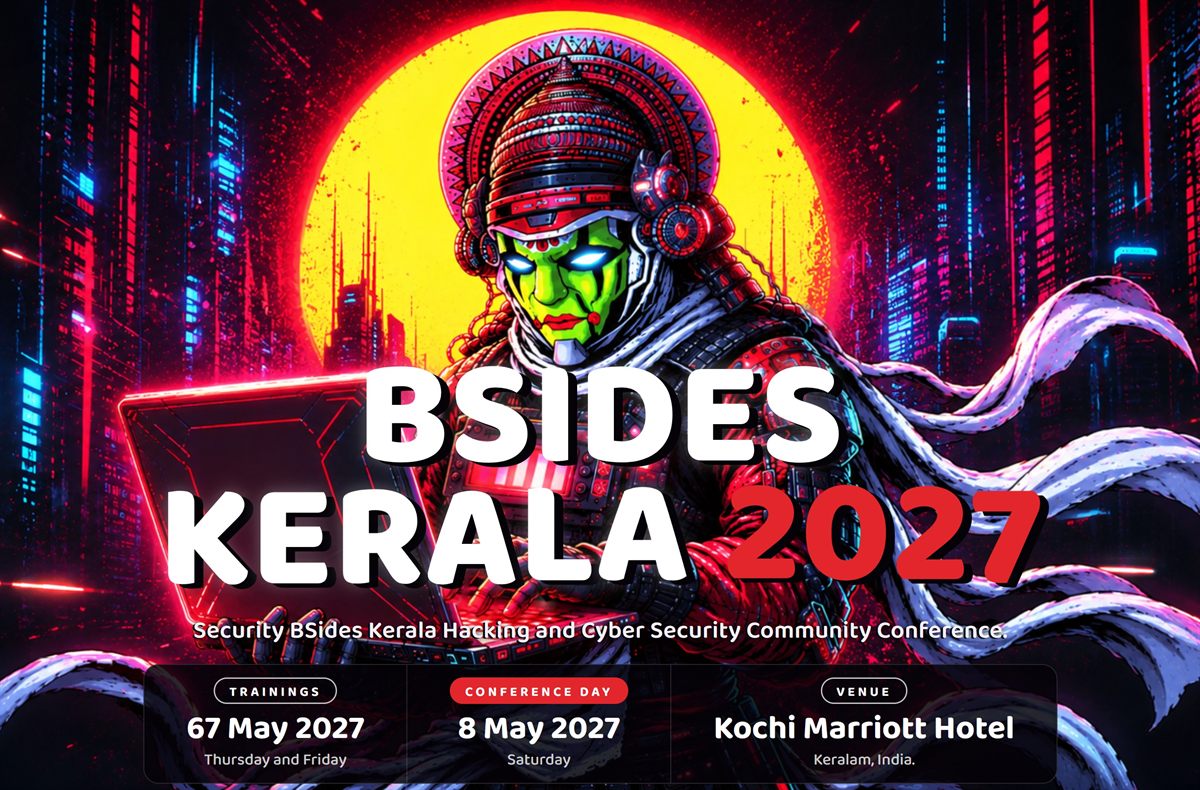 BSIDES
KERALA 2027
Security BSides Kerala Hacking and Cyber Security Community Conference.
TRAININGS
67 May 2027
Thursday and Friday
CONFERENCE DAY
8 May 2027
Saturday
VENUE
Kochi Marriott Hotel
Keralam, India.